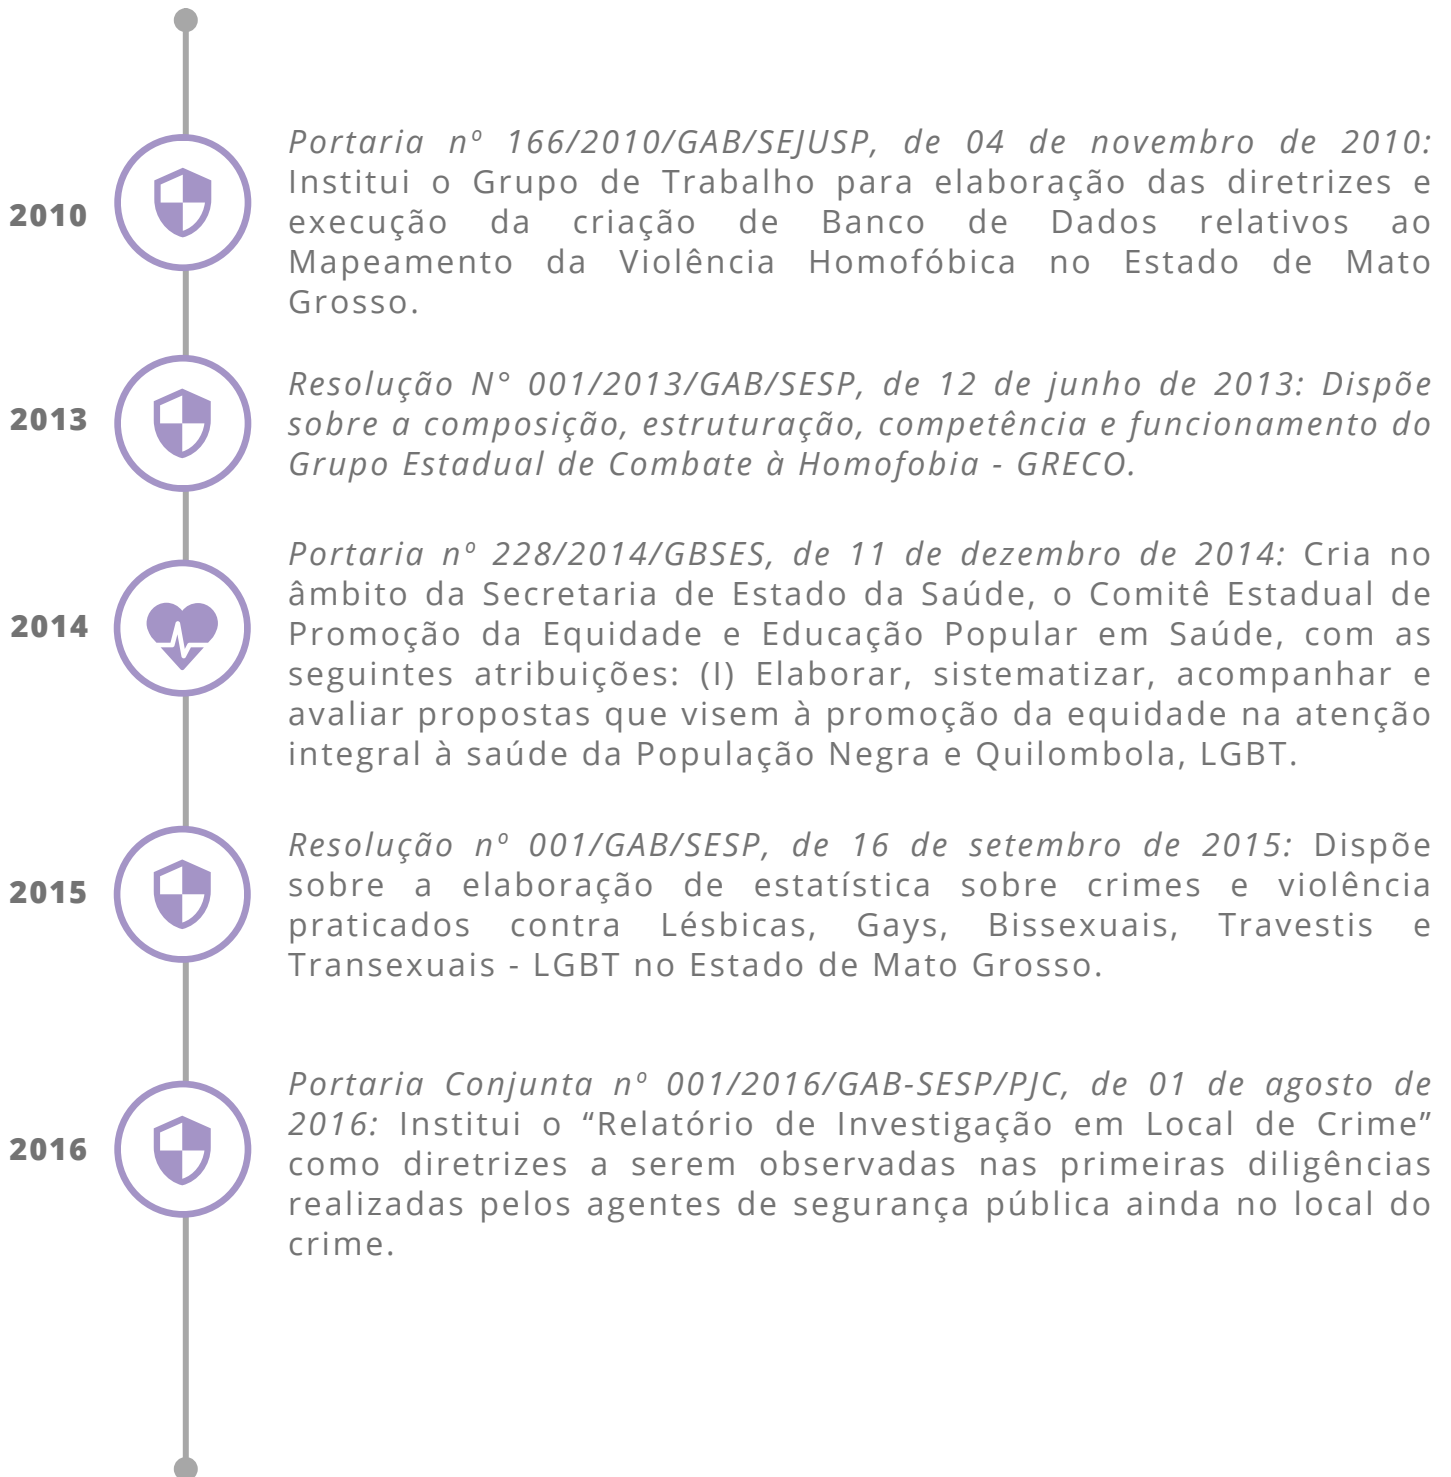 2010
Portaria nº 166/2010/GAB/SEJUSP, de 04 de novembro de 2010:
Institui o Grupo de Trabalho para elaboração das diretrizes e
execução da criação de Banco de Dados relativos ao
Mapeamento da Violência Homofóbica no Estado de Mato
Grosso.
2013
Resolução N° 001/2013/GAB/SESP, de 12 de junho de 2013: Dispõe
sobre a composição, estruturação, competência e funcionamento do
Grupo Estadual de Combate à Homofobia - GRECO.
2014
Portaria nº 228/2014/GBSES, de 11 de dezembro de 2014: Cria no
âmbito da Secretaria de Estado da Saúde, o Comitê Estadual de
Promoção da Equidade e Educação Popular em Saúde, com as
seguintes atribuições: (I) Elaborar, sistematizar, acompanhar e
avaliar propostas que visem à promoção da equidade na atenção
integral à saúde da População Negra e Quilombola, LGBT.
2015
Resolução nº 001/GAB/SESP, de 16 de setembro de 2015: Dispõe
sobre a elaboração de estatística sobre crimes e violência
praticados contra Lésbicas, Gays, Bissexuais, Travestis e
Transexuais - LGBT no Estado de Mato Grosso.
2016
Portaria Conjunta nº 001/2016/GAB-SESP/PJC, de 01 de agosto de
2016: Institui o “Relatório de Investigação em Local de Crime”
como diretrizes a serem observadas nas primeiras diligências
realizadas pelos agentes de segurança pública ainda no local do
crime.